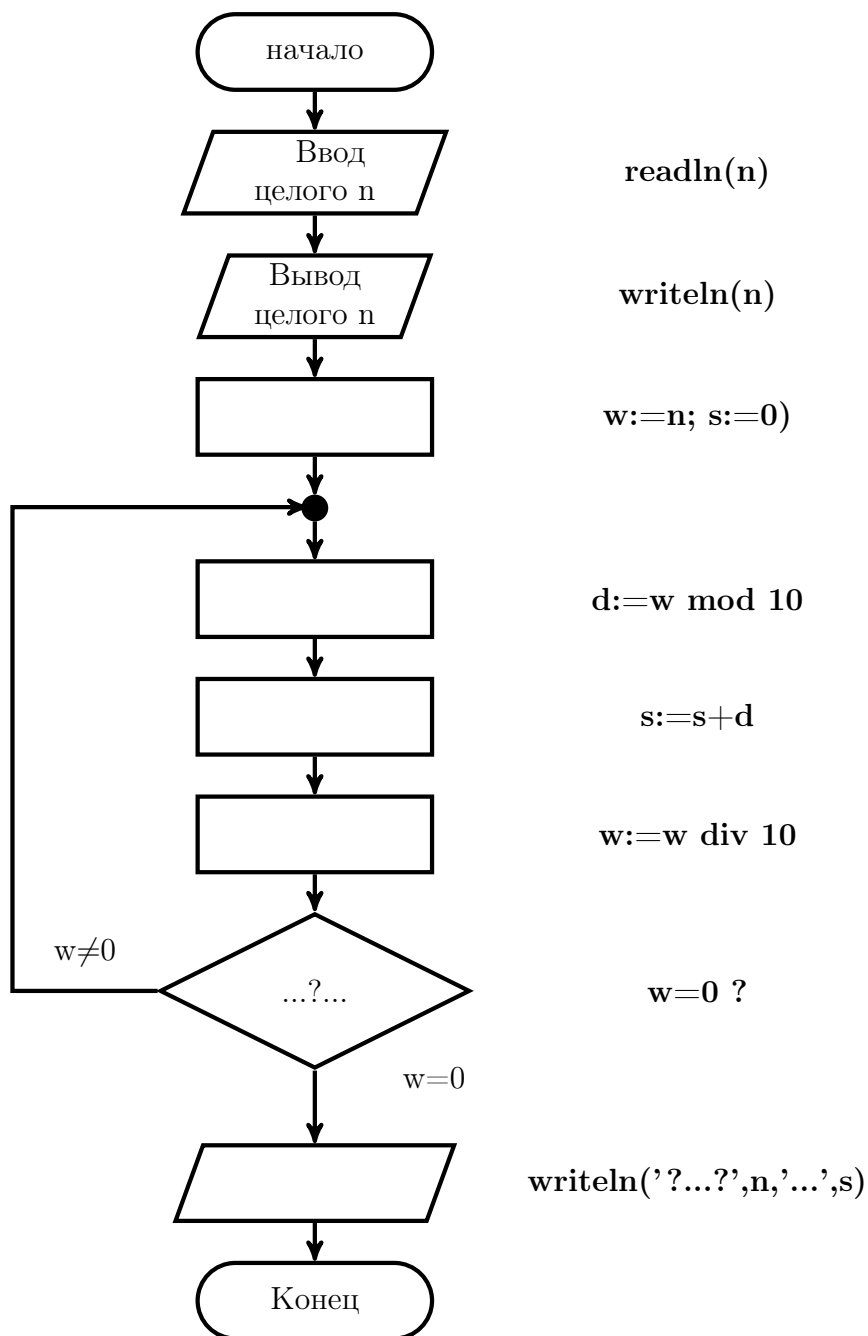 начало
Ввод
целого n
readln(n)
Вывод
целого n
writeln(n)
w:=n; s:=0)
d:=w mod 10
s:=s+d
w:=w div 10
w≠0
...?...
w=0 ?
w=0
writeln('?...?',n,'...',s)
Конец